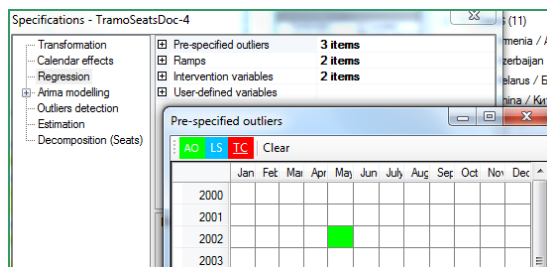 Specifications - TramoSeatsDoc-4
(11)
Transformation
Calendar effects
Regression
Arima modelling
Outliers detection
Estimation
Decomposition (Seats)
Pre-specified outliers 3 items
Ramps 2 items
Intervention variables 2 items
User-defined variables
menia / A
zerbaijan
elarus / Б
hina / Ки
Pre-specified outliers
AO LS TC Clear
Jan Feb Mar Apr May Jun July Aug Sep Oct Nov Dec
2000
2001
2002
2003